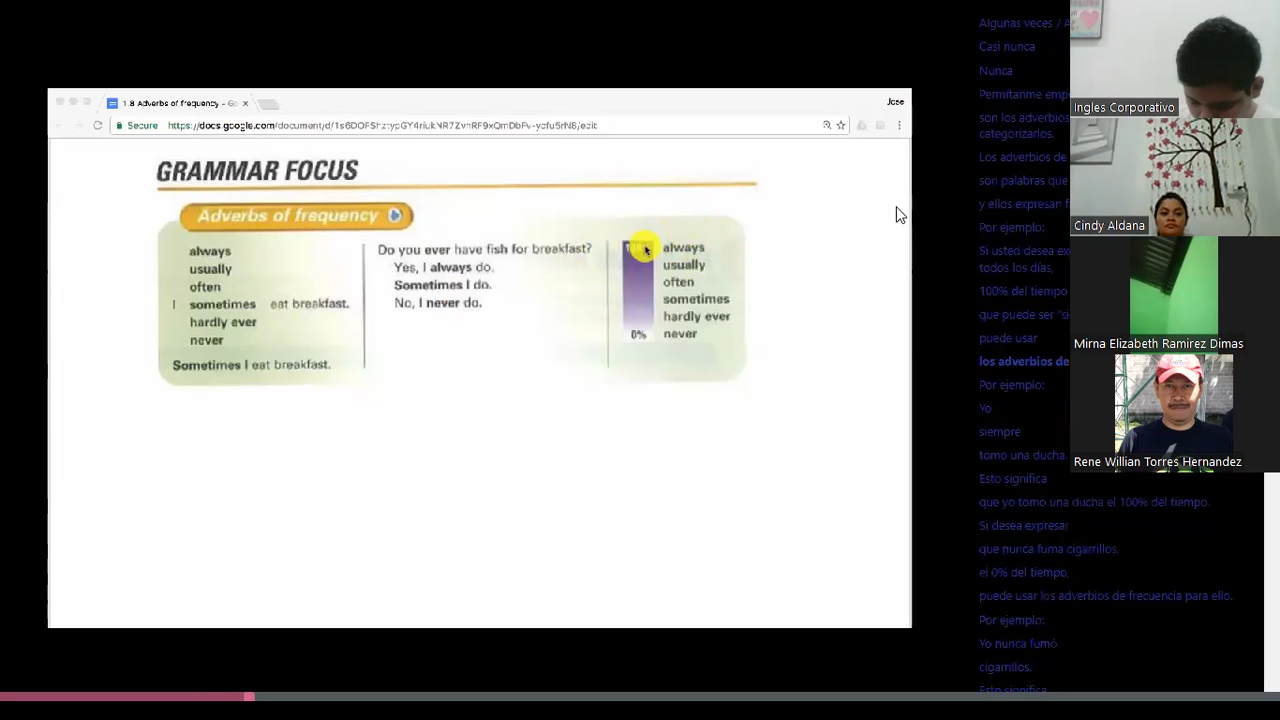 1.8 Adverbs of frequency - Go
Jose
Secure
GRAMMAR FOCUS
Adverbs of frequency
always
usually
often
I sometimes eat breakfast.
hardly ever
never
Sometimes I eat breakfast.
Do you ever have fish for breakfast?
Yes, I always do.
Sometimes I do.
No, I never do.
always
usually
often
sometimes
hardly ever
0% never
Algunas veces /
Casi nunca
Nunca
Permítanme
son los adverbios
categorizarlos.
Los adverbios de
son palabras que
y ellos expresan
Por ejemplo:
Si usted desea
todos los días,
100% del tiempo
que puede ser
puede usar
los adverbios de
Por ejemplo:
Yo
siempre
tomo una ducha.
Esto significa
que yo tomo una ducha el 100% del tiempo.
Si desea expresar
que nunca fuma cigarrillos,
el 0% del tiempo,
puede usar los adverbios de frecuencia para ello.
Por ejemplo:
Yo nunca fumó
cigarrillos.
Esto significa
Ingles Corporativo
Cindy Aldana
Mirna Elizabeth Ramirez Dimas
Rene Willian Torres Hernandez